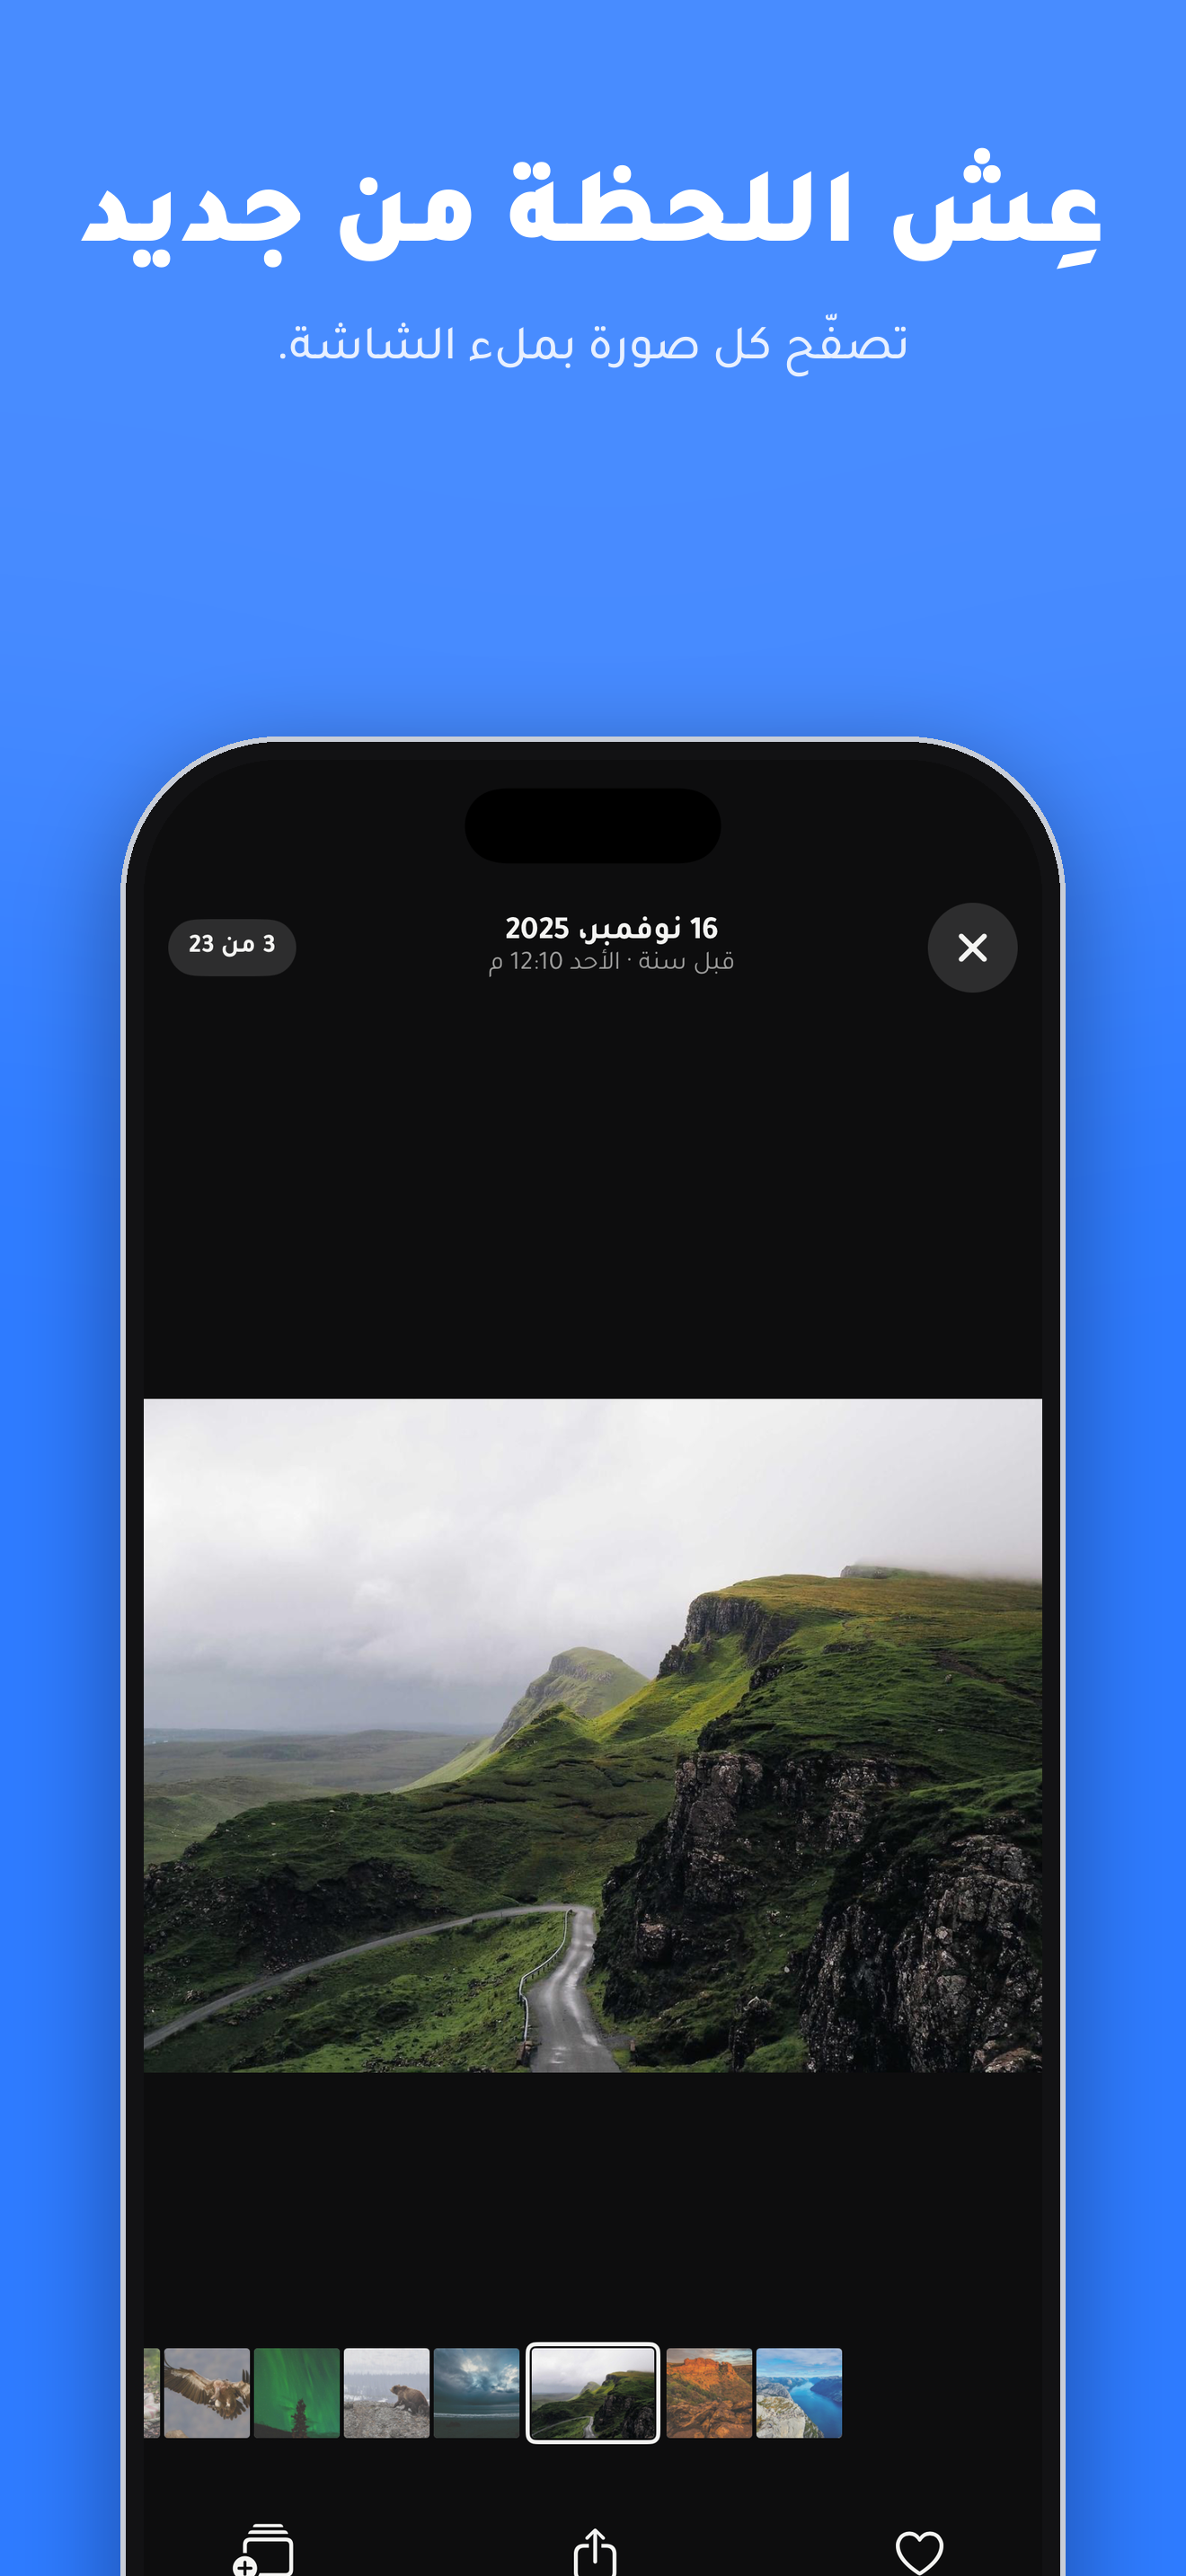 عِش اللحظة من جديد
تصفّح كل صورة بملء الشاشة.
16 نوفمبر، 2025
قبل سنة · الأحد 12:10 م
3 من 23